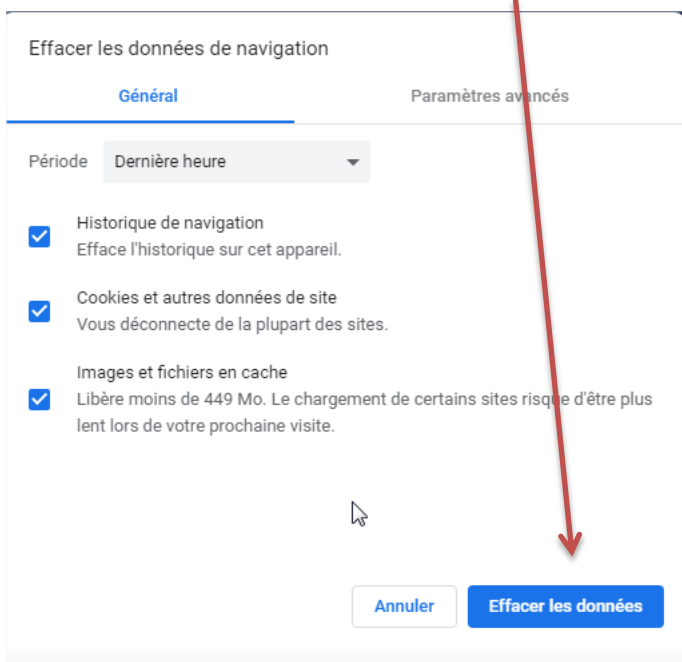 Effacer les données de navigation
Général
Paramètres avancés
Période
Dernière heure
Historique de navigation
Efface l'historique sur cet appareil.
Cookies et autres données de site
Vous déconnecte de la plupart des sites.
Images et fichiers en cache
Libère moins de 449 Mo. Le chargement de certains sites risque d'être plus
lent lors de votre prochaine visite.
Annuler
Effacer les données